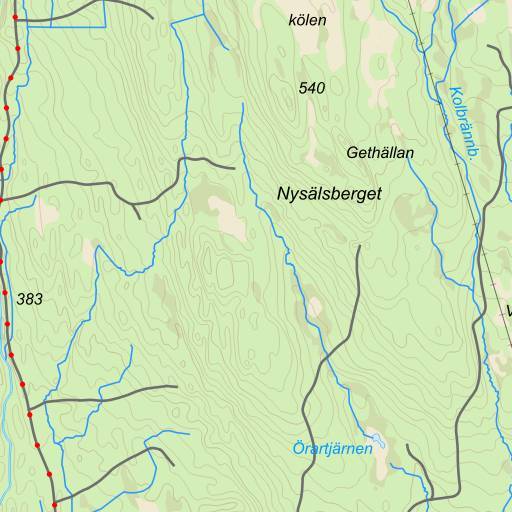 kölen
540
Kolbrännb.
Gethällan
Nysälsberget
383
Örartjärnen